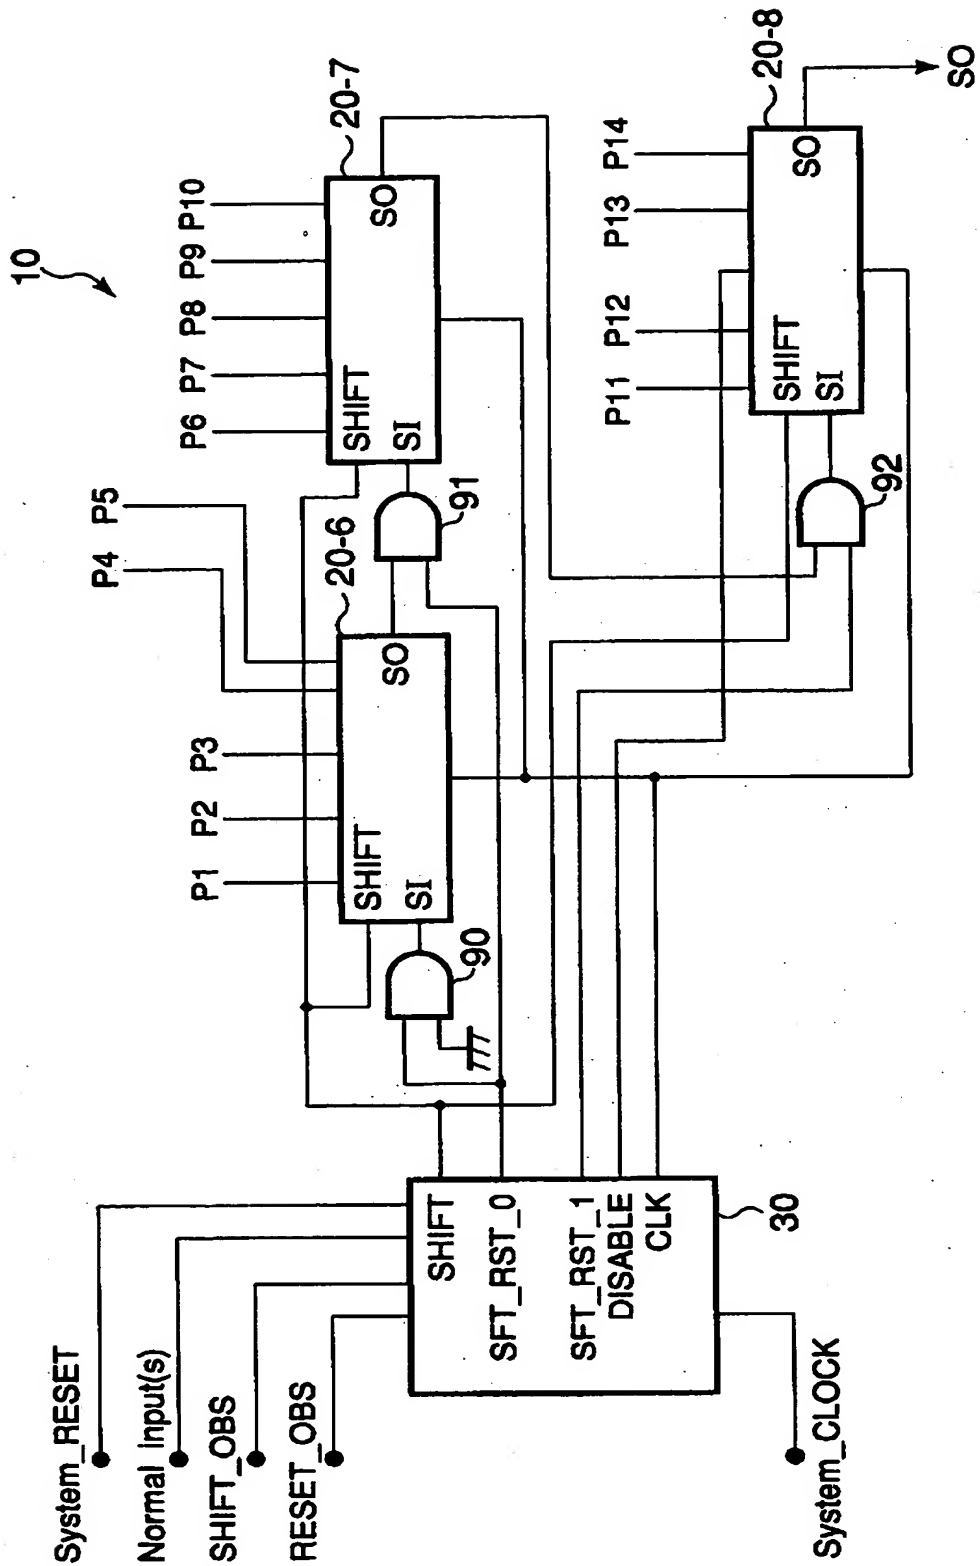 10
System_RESET
Normal Input(s)
SHIFT_OBS
RESET_OBS
SHIFT
SFT_RST_0
SFT_RST_1
DISABLE
CLK
30
System_CLOCK
P1
P2
P3
P4
P5
SHIFT
SI
SO
20-6
90
P6
P7
P8
P9
P10
SHIFT
SI
SO
20-7
91
P11
P12
P13
P14
SHIFT
SI
SO
20-8
92
SO